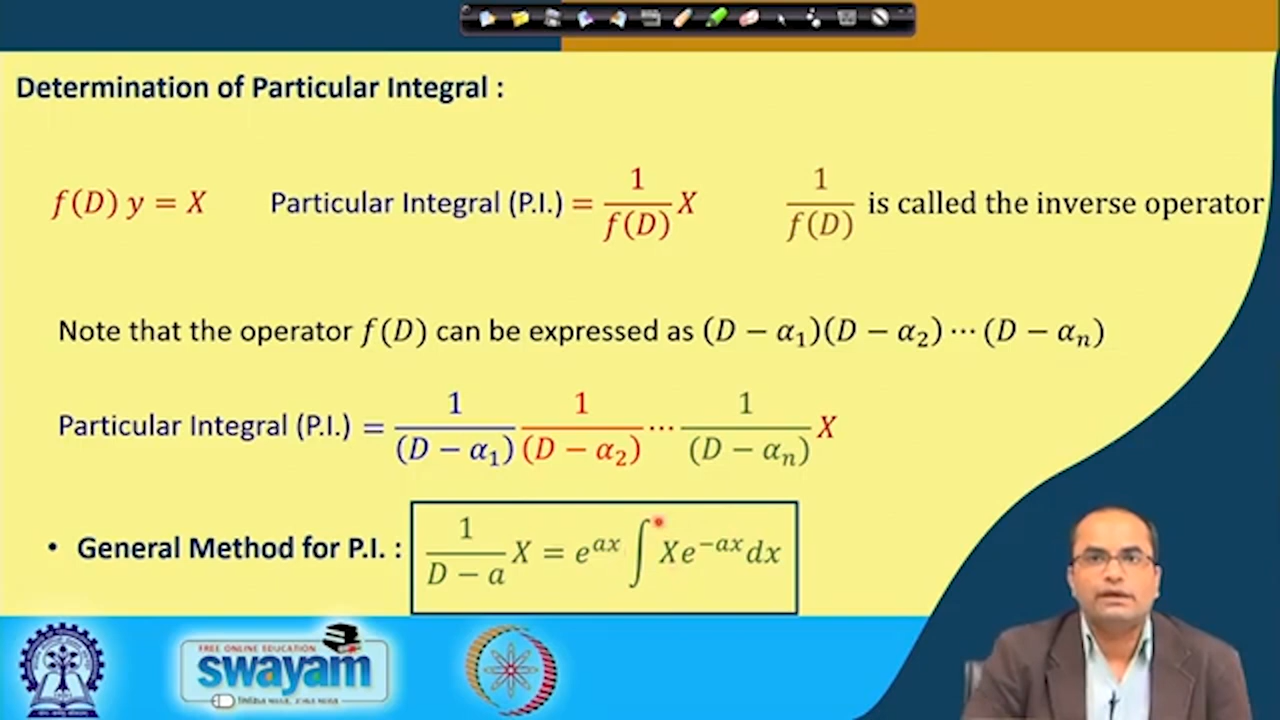 Determination of Particular Integral :
f(D) y = X Particular Integral (P.I.) = 1/f(D) X 1/f(D) is called the inverse operator
Note that the operator f(D) can be expressed as (D − α₁)(D − α₂) ⋯ (D − αₙ)
Particular Integral (P.I.) = 1/(D − α₁) 1/(D − α₂) ⋯ 1/(D − αₙ) X
• General Method for P.I. : 1/(D − a) X = e^{ax} ∫ Xe^{−ax} dx
FREE ONLINE EDUCATION
swayam